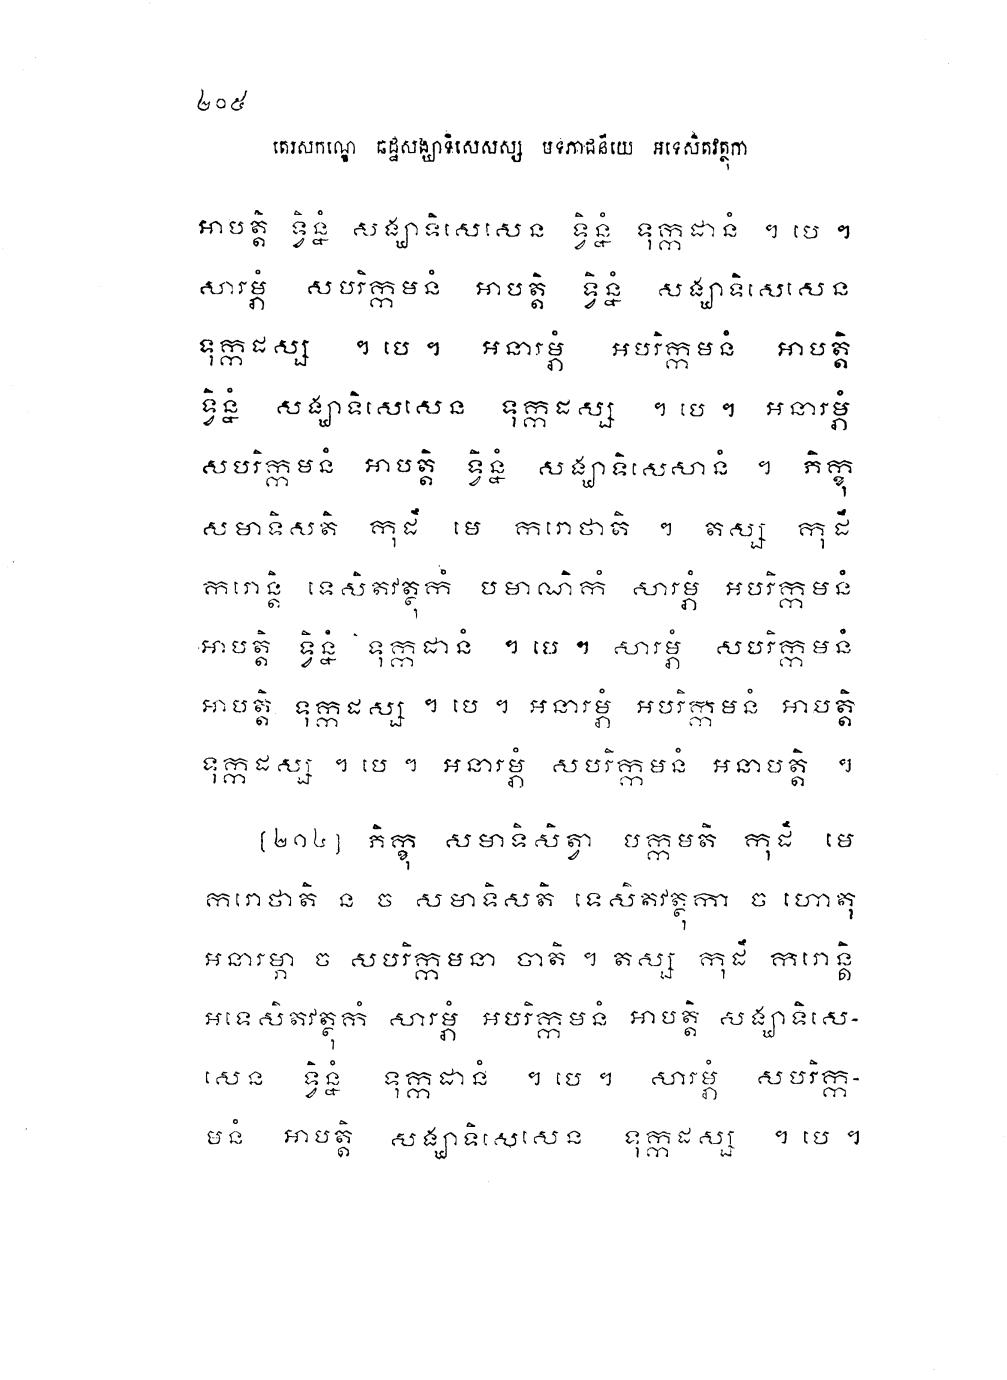 ២០៥
តេរសកណ្ឌេ ឆដ្ឋសង្ឃាទិសេសស្ស បទភាជនីយេ អទេសិតវត្ថុកា
អាបត្តិ ទ្វិន្នំ សង្ឃាទិសេសេន ទ្វិន្នំ ទុក្កដានំ ។ បេ ។
សារម្ភំ សបរិក្កមនំ អាបត្តិ ទ្វិន្នំ សង្ឃាទិសេសេន
ទុក្កដស្ស ។ បេ ។ អនារម្ភំ អបរិក្កមនំ អាបត្តិ
ទ្វិន្នំ សង្ឃាទិសេសេន ទុក្កដស្ស ។ បេ ។ អនារម្ភំ
សបរិក្កមនំ អាបត្តិ ទ្វិន្នំ សង្ឃាទិសេសានំ ។ ភិក្ខុ
សមាទិសតិ កុដឹ មេ ករោថាតិ ។ តស្ស កុដឹ
ករោន្តិ ទេសិតវត្ថុកំ បមាណិកំ សារម្ភំ អបរិក្កមនំ
អាបត្តិ ទ្វិន្នំ ទុក្កដានំ ។ បេ ។ សារម្ភំ សបរិក្កមនំ
អាបត្តិ ទុក្កដស្ស ។ បេ ។ អនារម្ភំ អបរិក្កមនំ អាបត្តិ
ទុក្កដស្ស ។ បេ ។ អនារម្ភំ សបរិក្កមនំ អនាបត្តិ ។
[២១៤] ភិក្ខុ សមាទិសិត្វា បក្កមតិ កុដឹ មេ
ករោថាតិ ន ច សមាទិសតិ ទេសិតវត្ថុកា ច ហោតុ
អនារម្ភា ច សបរិក្កមនា ចាតិ ។ តស្ស កុដឹ ករោន្តិ
អទេសិតវត្ថុកំ សារម្ភំ អបរិក្កមនំ អាបត្តិ សង្ឃាទិសេ-
សេន ទ្វិន្នំ ទុក្កដានំ ។ បេ ។ សារម្ភំ សបរិក្ក-
មនំ អាបត្តិ សង្ឃាទិសេសេន ទុក្កដស្ស ។ បេ ។